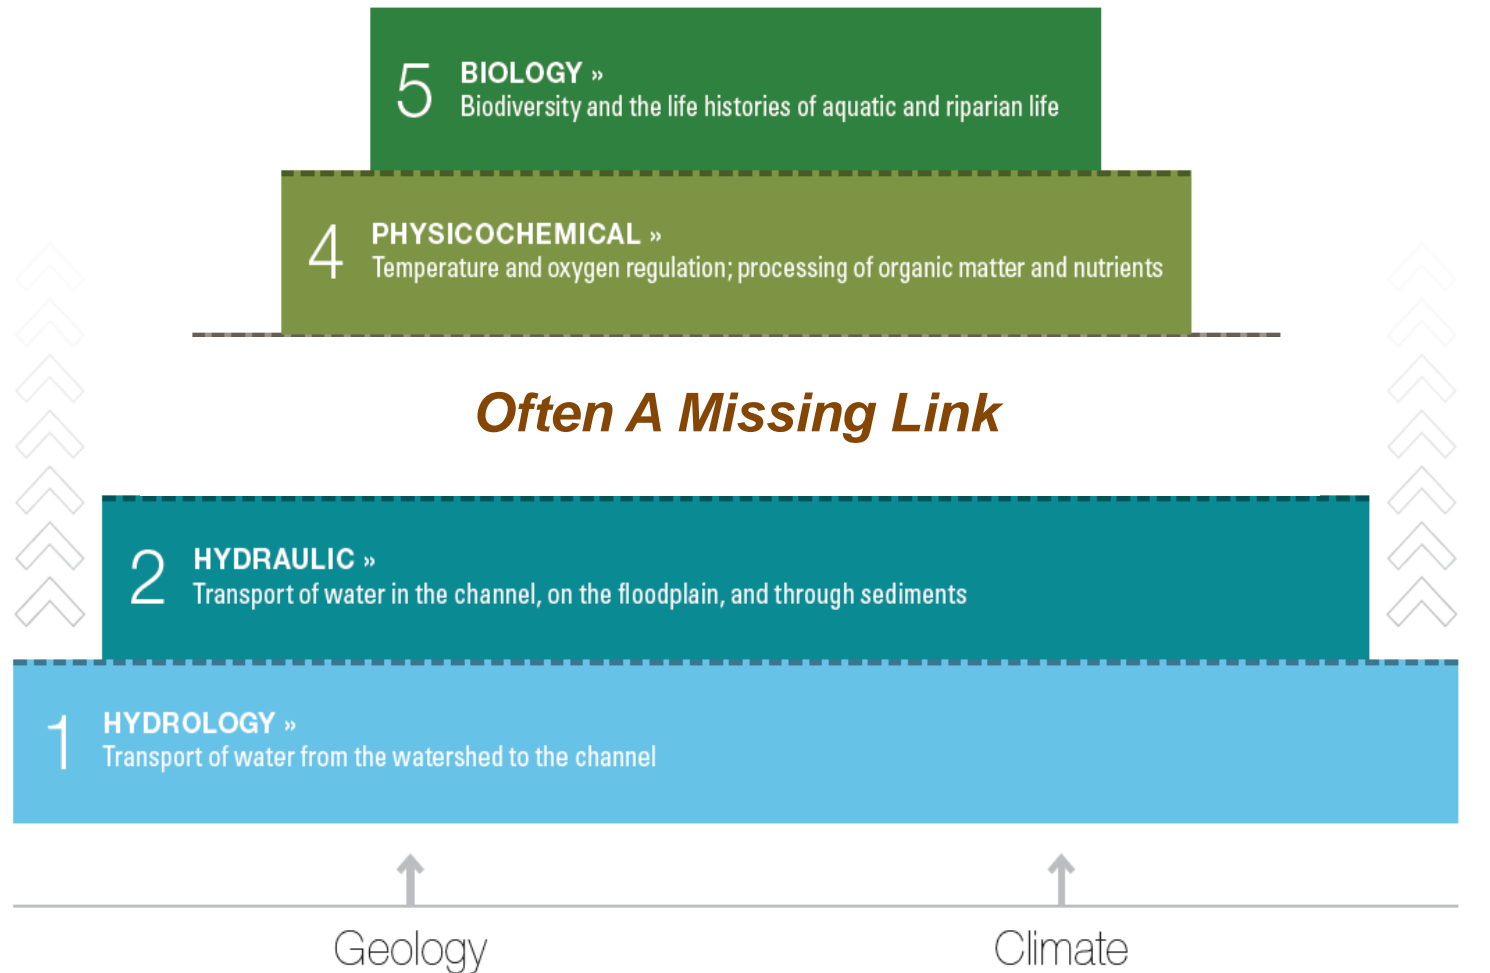 5 BIOLOGY »
Biodiversity and the life histories of aquatic and riparian life
4 PHYSICOCHEMICAL »
Temperature and oxygen regulation; processing of organic matter and nutrients
Often A Missing Link
2 HYDRAULIC »
Transport of water in the channel, on the floodplain, and through sediments
1 HYDROLOGY »
Transport of water from the watershed to the channel
Geology Climate